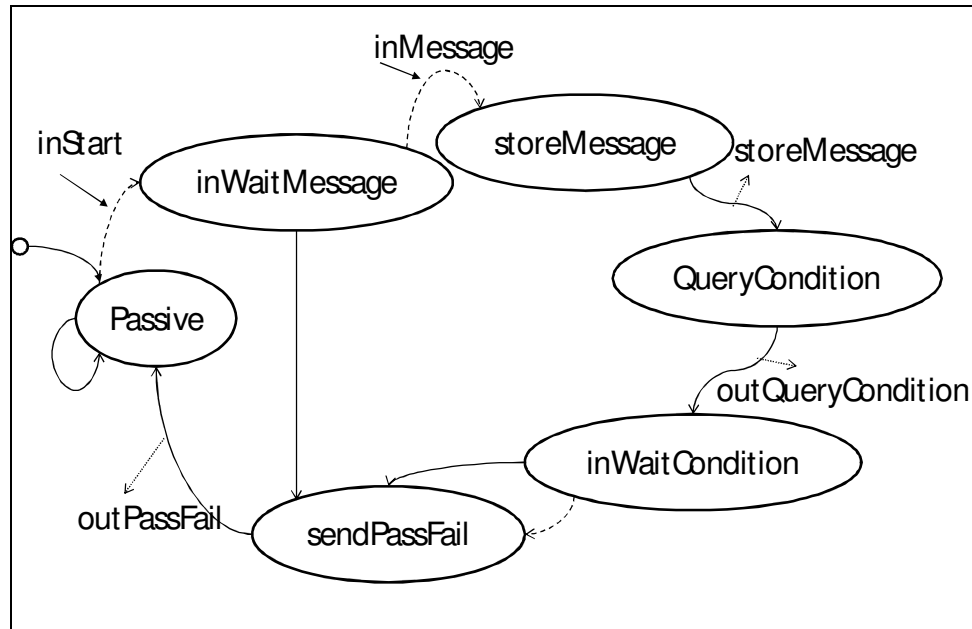 inMessage
inStart
storeMessage
storeMessage
inWaitMessage
QueryCondition
Passive
outQueryCondition
inWaitCondition
outPassFail
sendPassFail